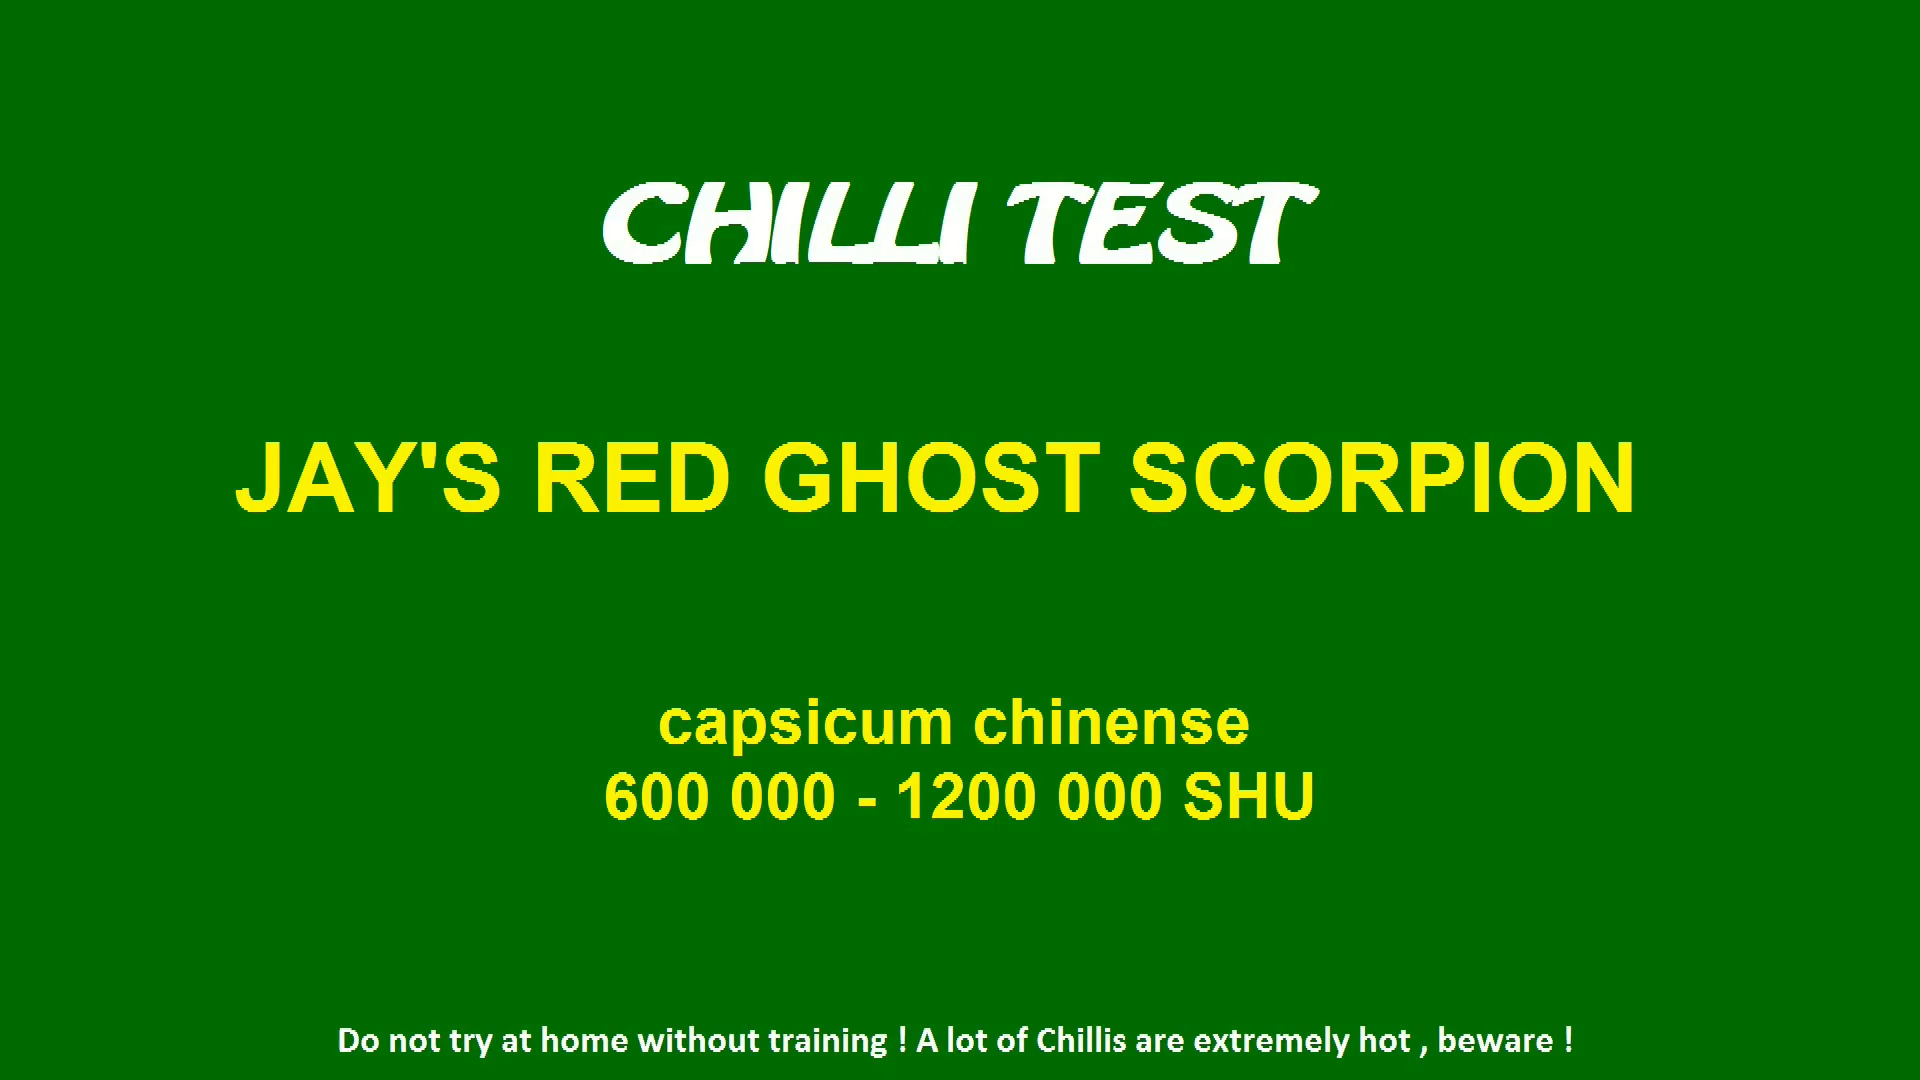 CHILLI TEST
JAY'S RED GHOST SCORPION
capsicum chinense
600 000 - 1200 000 SHU
Do not try at home without training ! A lot of Chillis are extremely hot , beware !